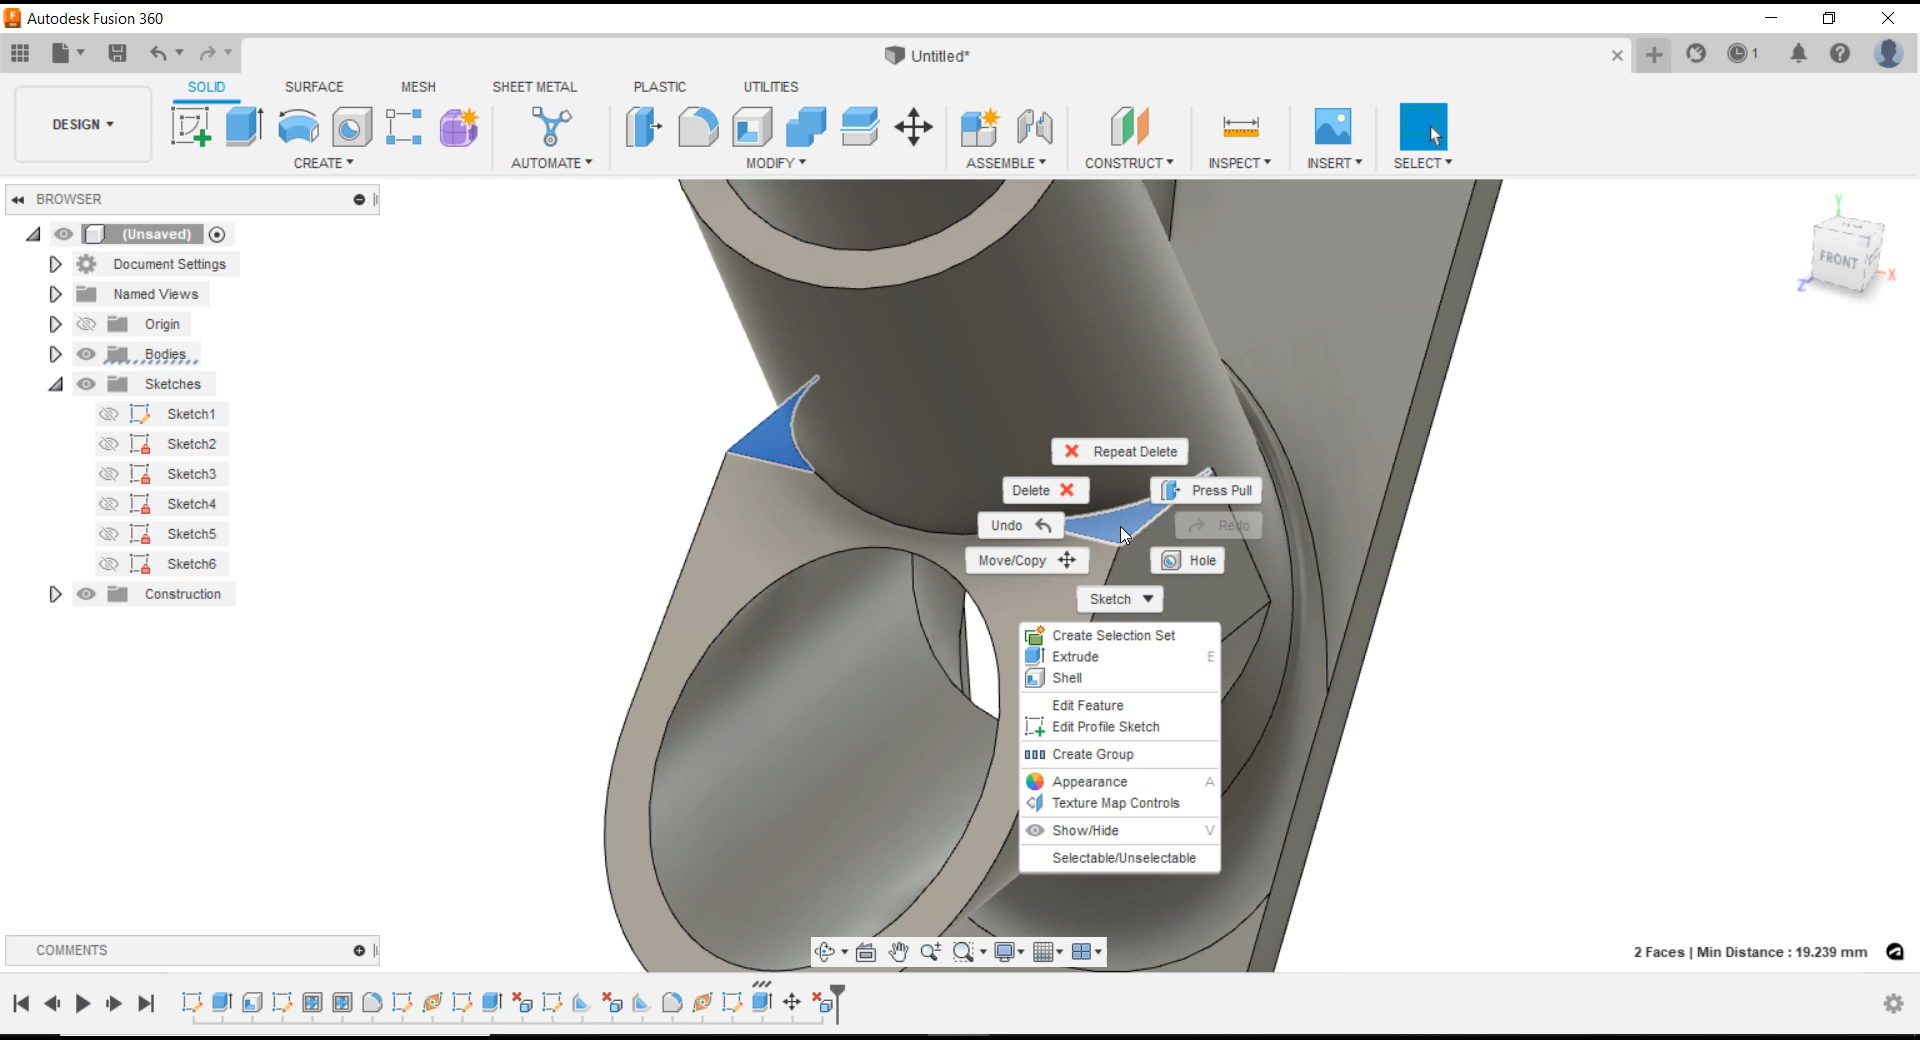 Autodesk Fusion 360
Untitled*
1
SOLID SURFACE MESH SHEET METAL PLASTIC UTILITIES
DESIGN
CREATE AUTOMATE MODIFY ASSEMBLE CONSTRUCT INSPECT INSERT SELECT
BROWSER
(Unsaved)
Document Settings
Named Views
Origin
Bodies
Sketches
Sketch1
Sketch2
Sketch3
Sketch4
Sketch5
Sketch6
Construction
Y
FRONT
X
Z
Repeat Delete
Delete
Press Pull
Undo
Redo
Move/Copy
Hole
Sketch
Create Selection Set
Extrude E
Shell
Edit Feature
Edit Profile Sketch
Create Group
Appearance A
Texture Map Controls
Show/Hide V
Selectable/Unselectable
COMMENTS
2 Faces | Min Distance : 19.239 mm